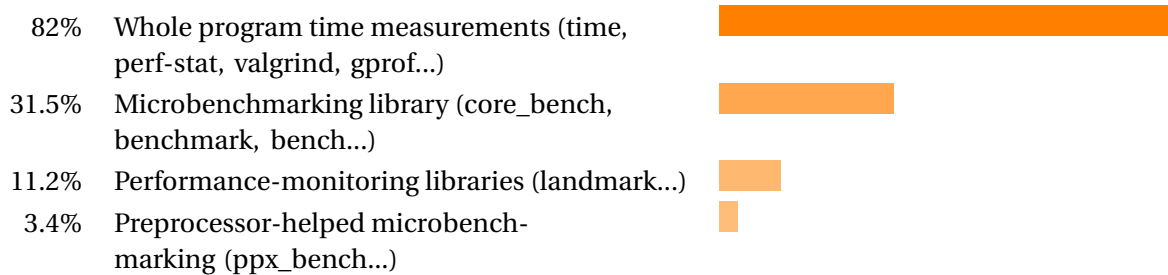 82% Whole program time measurements (time,
perf-stat, valgrind, gprof...)
31.5% Microbenchmarking library (core_bench,
benchmark, bench...)
11.2% Performance-monitoring libraries (landmark...)
3.4% Preprocessor-helped microbench-
marking (ppx_bench...)